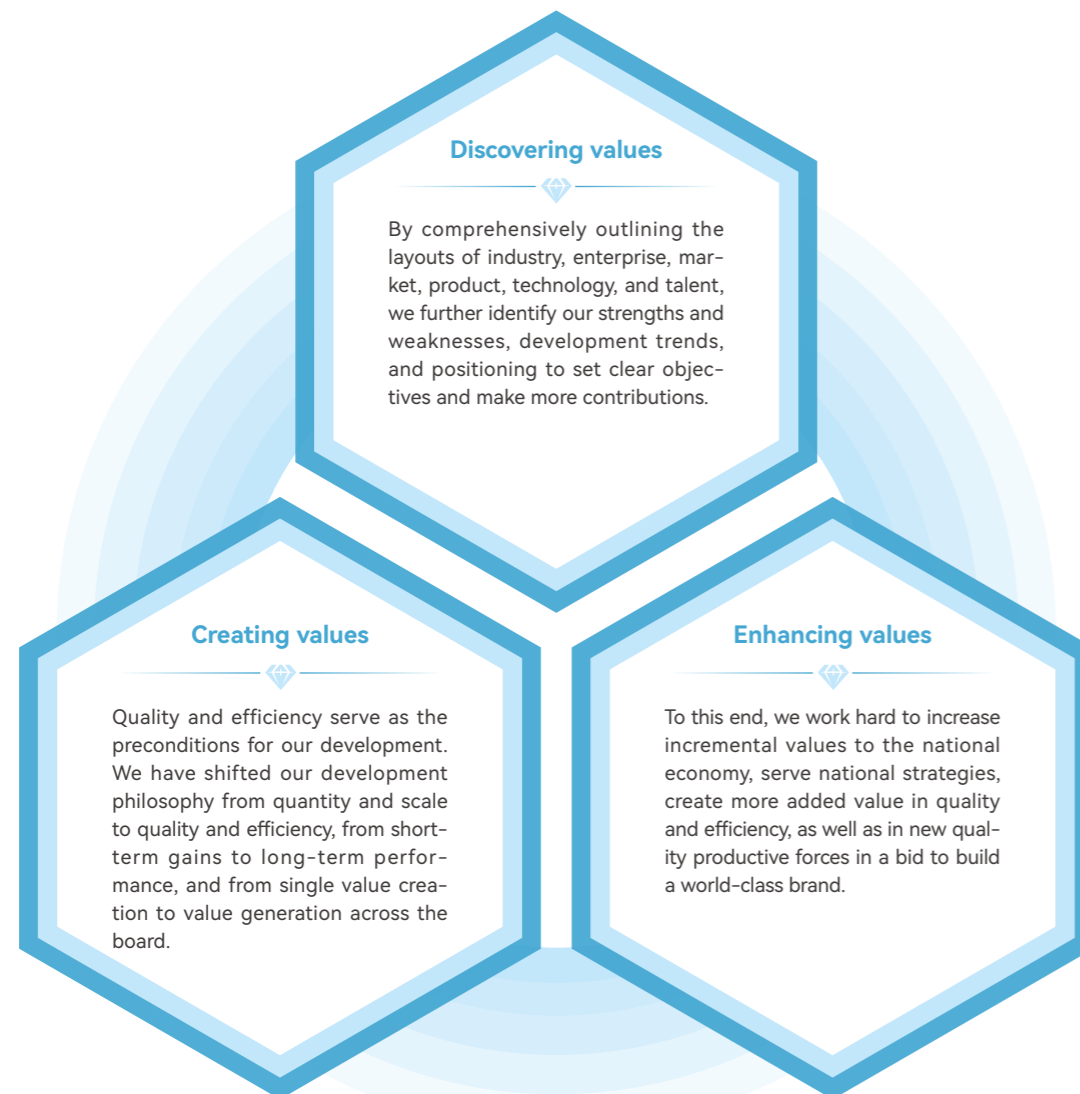 Discovering values
By comprehensively outlining the
layouts of industry, enterprise, mar-
ket, product, technology, and talent,
we further identify our strengths and
weaknesses, development trends,
and positioning to set clear objec-
tives and make more contributions.
Creating values
Quality and efficiency serve as the
preconditions for our development.
We have shifted our development
philosophy from quantity and scale
to quality and efficiency, from short-
term gains to long-term perfor-
mance, and from single value crea-
tion to value generation across the
board.
Enhancing values
To this end, we work hard to increase
incremental values to the national
economy, serve national strategies,
create more added value in quality
and efficiency, as well as in new qual-
ity productive forces in a bid to build
a world-class brand.